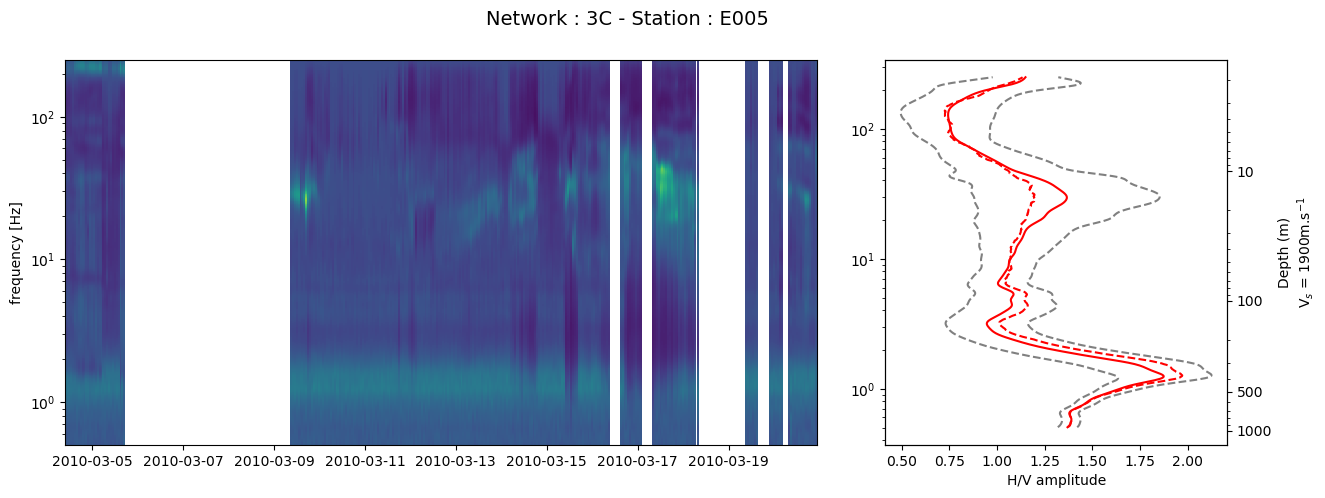 Network : 3C - Station : E005
frequency [Hz]
10²
10¹
10⁰
2010-03-05 2010-03-07 2010-03-09 2010-03-11 2010-03-13 2010-03-15 2010-03-17 2010-03-19
10²
10¹
10⁰
0.50 0.75 1.00 1.25 1.50 1.75 2.00
H/V amplitude
10
100
500
1000
Depth (m)
Vₛ = 1900m.s⁻¹